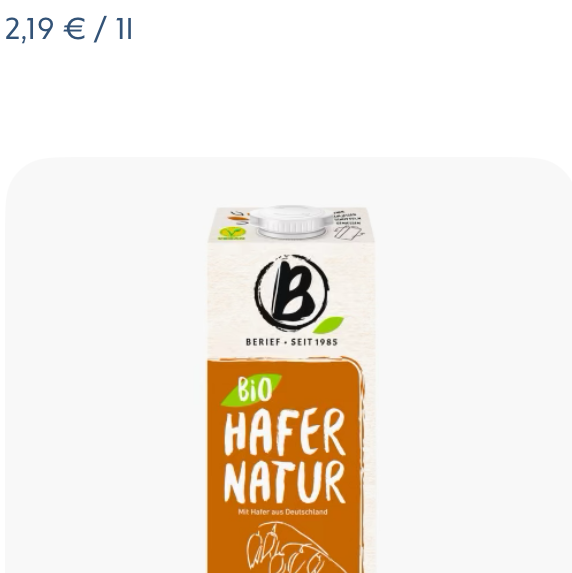 2,19 € / 1l
B
BERIEF • SEIT 1985
BiO
HAFER
NATUR
Mit Hafer aus Deutschland